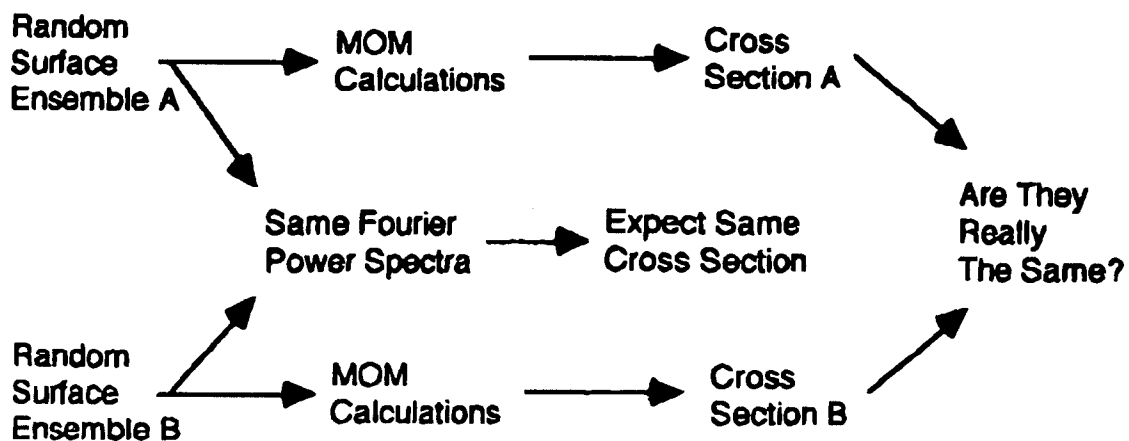 Random
Surface
Ensemble A
MOM
Calculations
Cross
Section A
Same Fourier
Power Spectra
Expect Same
Cross Section
Are They
Really
The Same?
Random
Surface
Ensemble B
MOM
Calculations
Cross
Section B